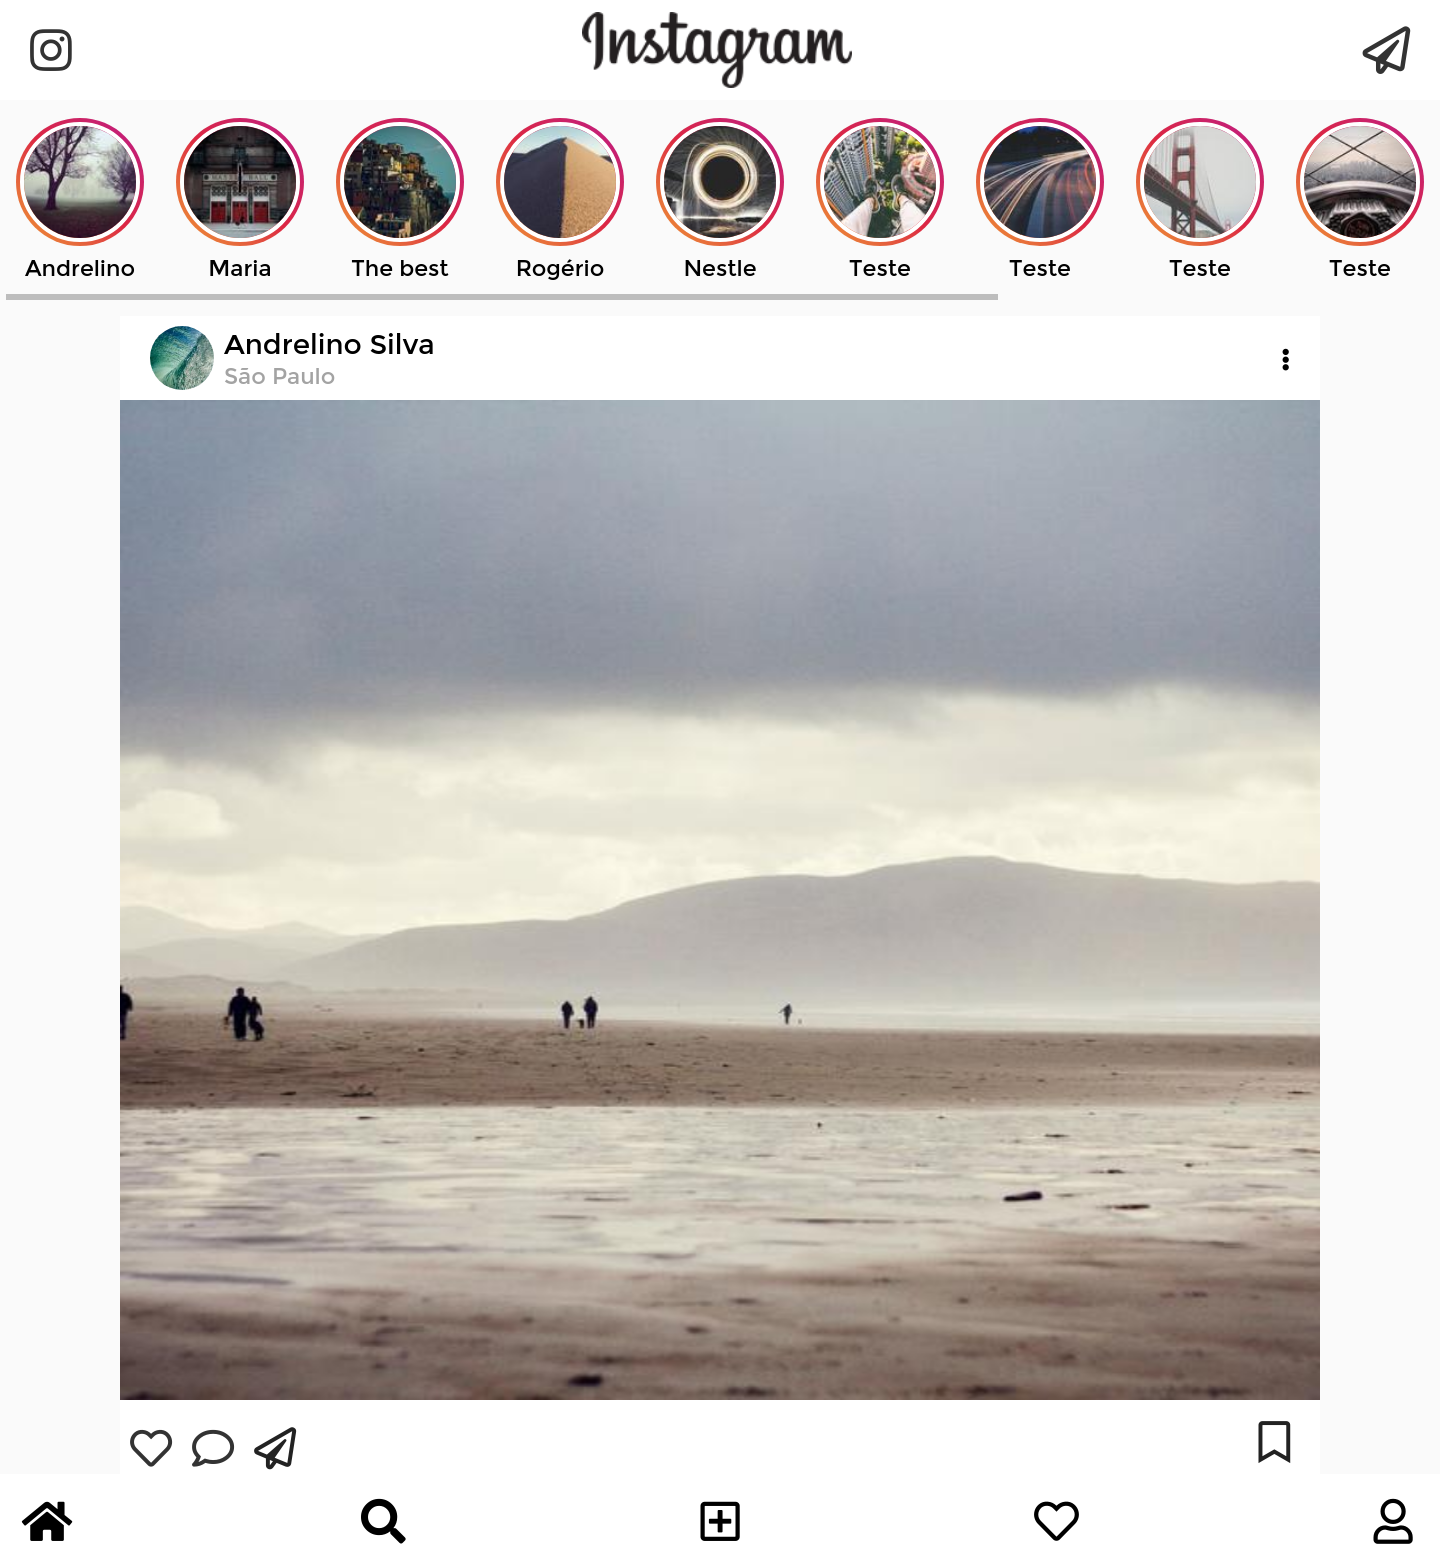 Instagram
Andrelino
Maria
The best
Rogério
Nestle
Teste
Teste
Teste
Teste
Andrelino Silva
São Paulo